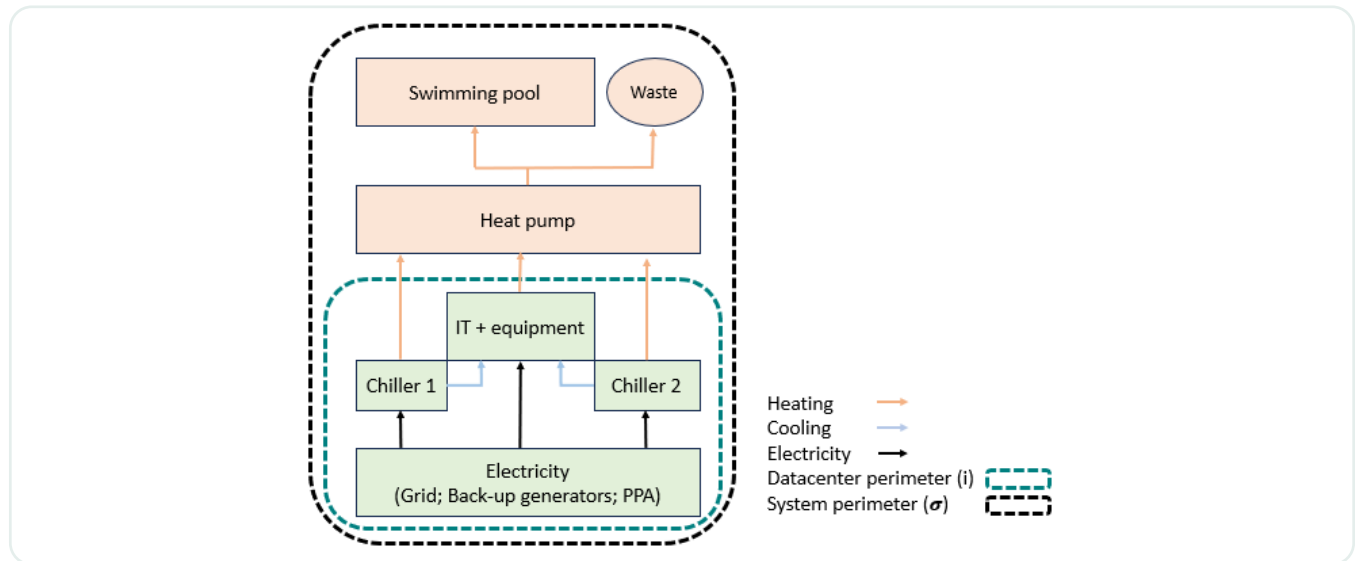 Swimming pool
Waste
Heat pump
IT + equipment
Chiller 1
Chiller 2
Electricity
(Grid; Back-up generators; PPA)
Heating
Cooling
Electricity
Datacenter perimeter (i)
System perimeter (σ)